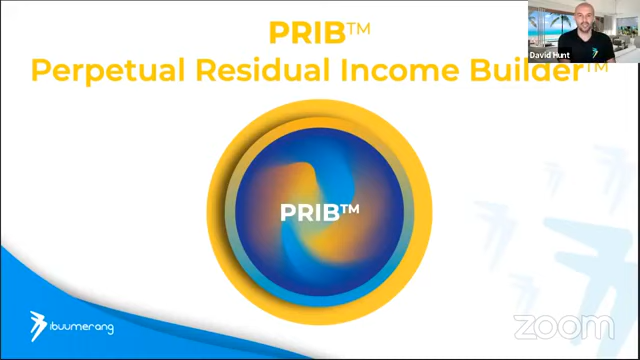 PRIB™
Perpetual Residual Income Builder™
David Hunt
PRIB™
ibuumerang
zoom